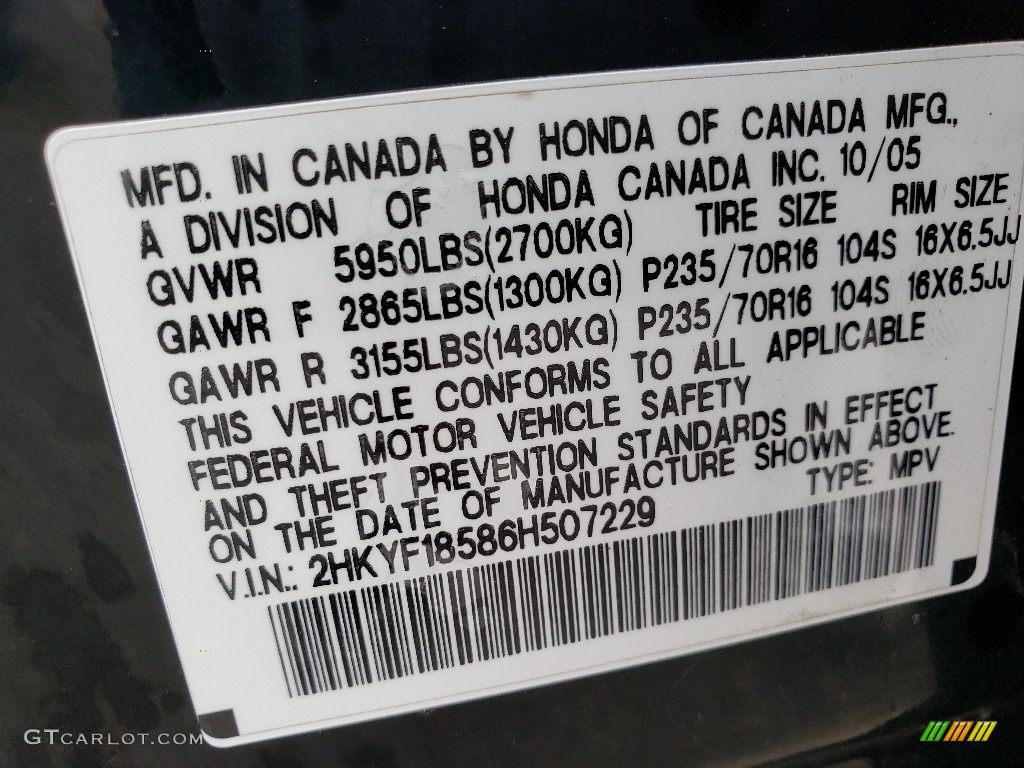 MFD. IN CANADA BY HONDA OF CANADA MFG.,
A DIVISION OF HONDA CANADA INC. 10/05
GVWR 5950LBS(2700KG) TIRE SIZE RIM SIZE
GAWR F 2865LBS(1300KG) P235/70R16 104S 16X6.5JJ
GAWR R 3155LBS(1430KG) P235/70R16 104S 16X6.5JJ
THIS VEHICLE CONFORMS TO ALL APPLICABLE
FEDERAL MOTOR VEHICLE SAFETY
AND THEFT PREVENTION STANDARDS IN EFFECT
ON THE DATE OF MANUFACTURE SHOWN ABOVE.
V.I.N.: 2HKYF18586H507229 TYPE: MPV
GTCARLOT.COM